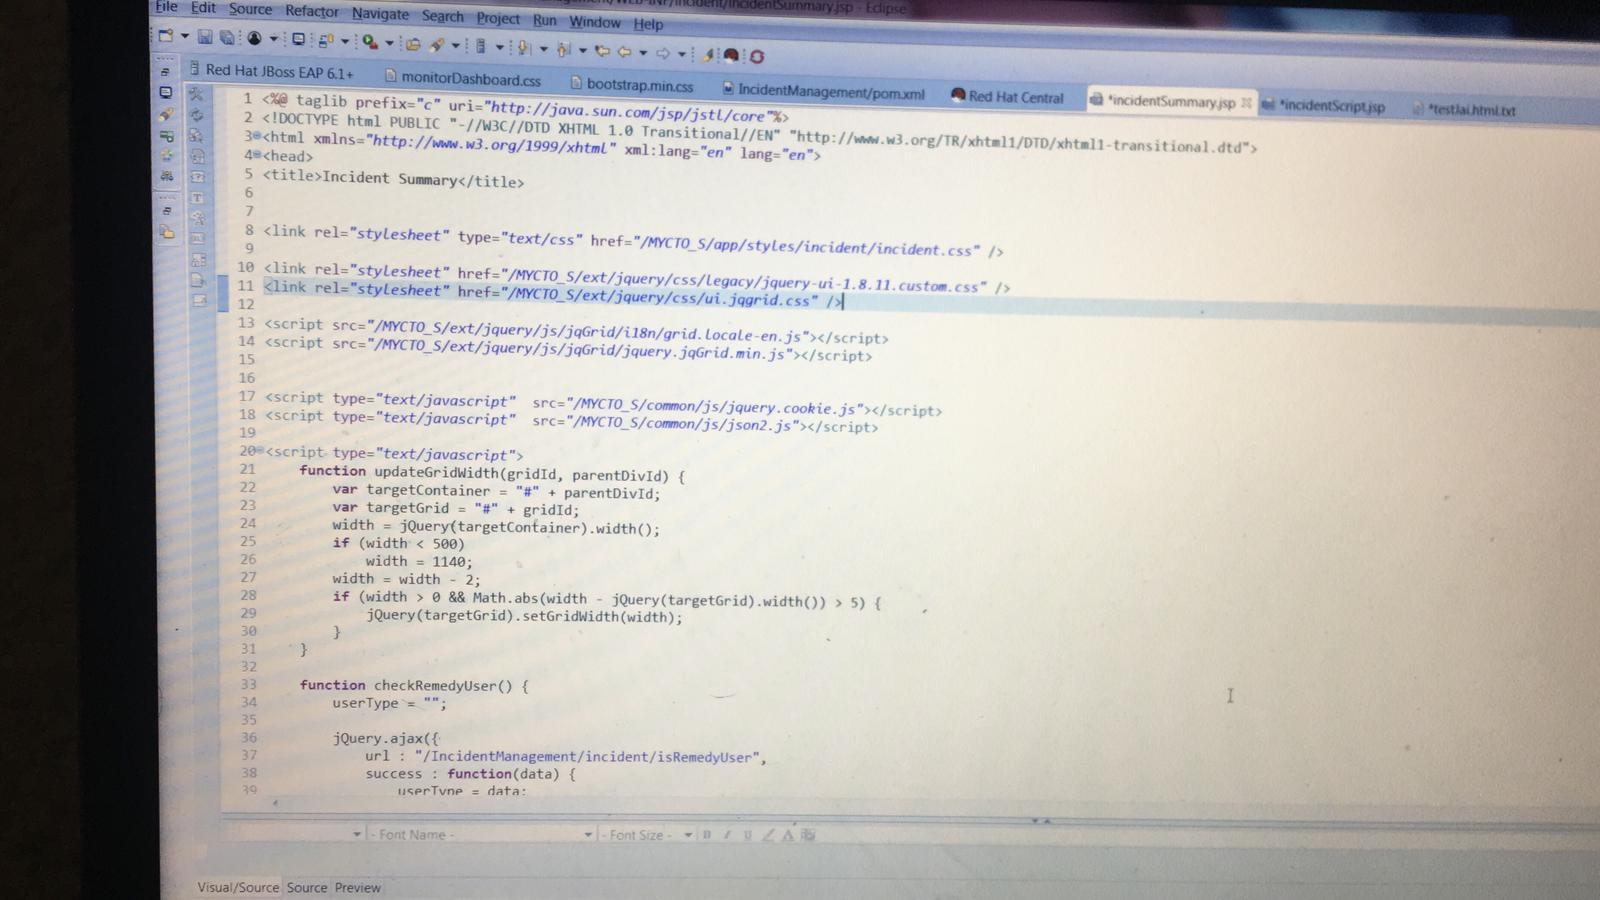 /incidentSummary.jsp - Eclipse
File Edit Source Refactor Navigate Search Project Run Window Help
Red Hat JBoss EAP 6.1+ monitorDashboard.css bootstrap.min.css IncidentManagement/pom.xml Red Hat Central *incidentSummary.jsp *incidentScript.jsp *testJai.html.txt
1 <%@ taglib prefix="c" uri="http://java.sun.com/jsp/jstl/core"%>
2 <!DOCTYPE html PUBLIC "-//W3C//DTD XHTML 1.0 Transitional//EN" "http://www.w3.org/TR/xhtml1/DTD/xhtml1-transitional.dtd">
3 <html xmlns="http://www.w3.org/1999/xhtml" xml:lang="en" lang="en">
4 <head>
5 <title>Incident Summary</title>
6
7
8 <link rel="stylesheet" type="text/css" href="/MYCTO_S/app/styles/incident/incident.css" />
9
10 <link rel="stylesheet" href="/MYCTO_S/ext/jquery/css/legacy/jquery-ui-1.8.11.custom.css" />
11 <link rel="stylesheet" href="/MYCTO_S/ext/jquery/css/ui.jqgrid.css" />
12
13 <script src="/MYCTO_S/ext/jquery/js/jqGrid/i18n/grid.locale-en.js"></script>
14 <script src="/MYCTO_S/ext/jquery/js/jqGrid/jquery.jqGrid.min.js"></script>
15
16
17 <script type="text/javascript"  src="/MYCTO_S/common/js/jquery.cookie.js"></script>
18 <script type="text/javascript"  src="/MYCTO_S/common/js/json2.js"></script>
19
20 <script type="text/javascript">
21     function updateGridWidth(gridId, parentDivId) {
22         var targetContainer = "#" + parentDivId;
23         var targetGrid = "#" + gridId;
24         width = jQuery(targetContainer).width();
25         if (width < 500)
26             width = 1140;
27         width = width - 2;
28         if (width > 0 && Math.abs(width - jQuery(targetGrid).width()) > 5) {
29             jQuery(targetGrid).setGridWidth(width);
30         }
31     }
32
33     function checkRemedyUser() {
34         userType = "";
35
36         jQuery.ajax({
37             url : "/IncidentManagement/incident/isRemedyUser",
38             success : function(data) {
39                 userType = data;
- Font Name - - Font Size - B I U A
Visual/Source Source Preview